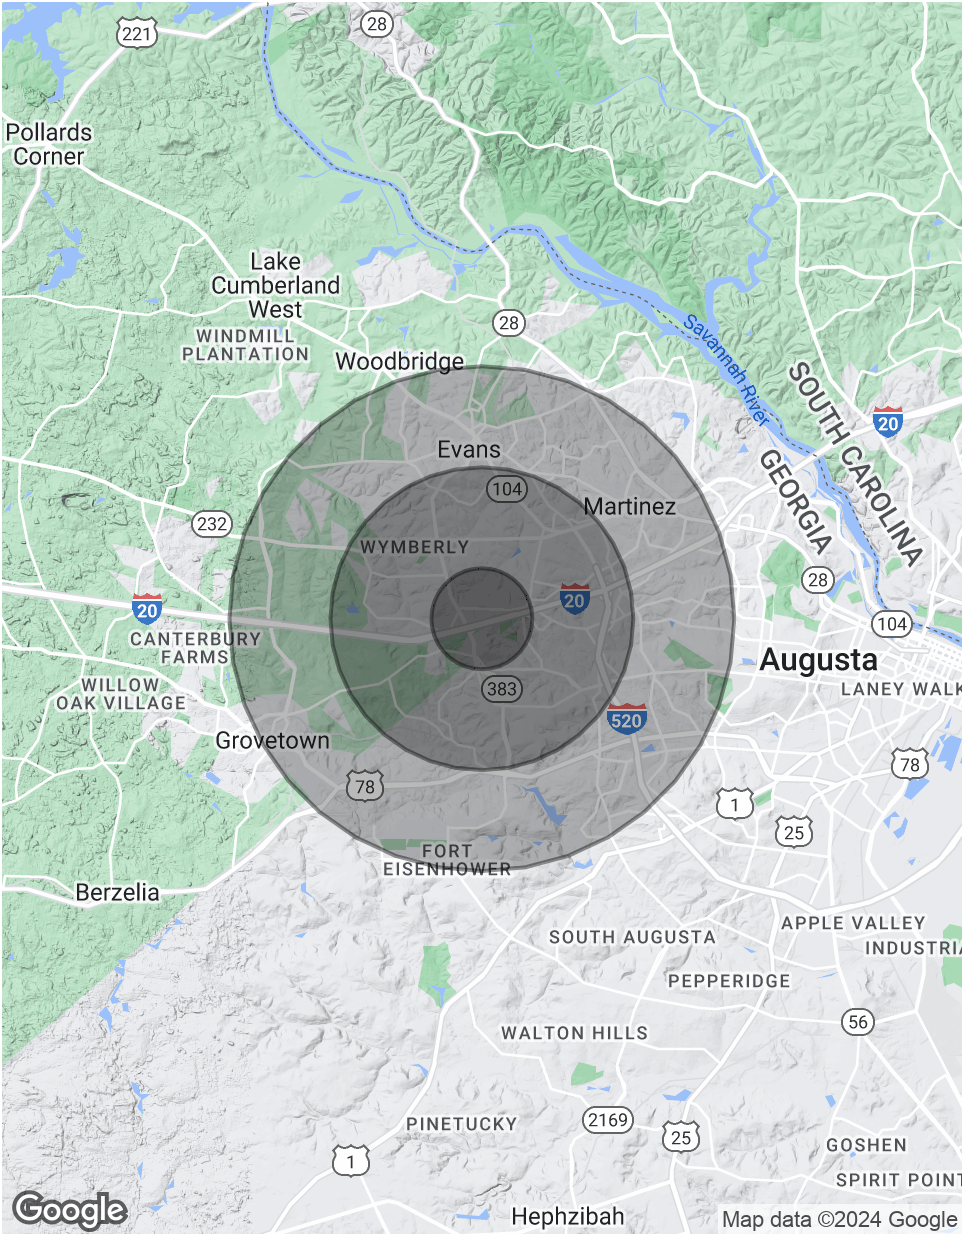 28
221
Pollards
Corner
Lake
Cumberland
West
28
WINDMILL
PLANTATION
Savannah River
Woodbridge
SOUTH CAROLINA
20
Evans
GEORGIA
104
Martinez
232
WYMBERLY
28
20
20
104
CANTERBURY
FARMS
Augusta
WILLOW
OAK VILLAGE
383
LANEY WALK
520
Grovetown
78
78
1
25
FORT
EISENHOWER
Berzelia
APPLE VALLEY
SOUTH AUGUSTA
INDUSTRIA
PEPPERIDGE
56
WALTON HILLS
2169
PINETUCKY
25
GOSHEN
1
SPIRIT POINT
Google
Hephzibah
Map data ©2024 Google